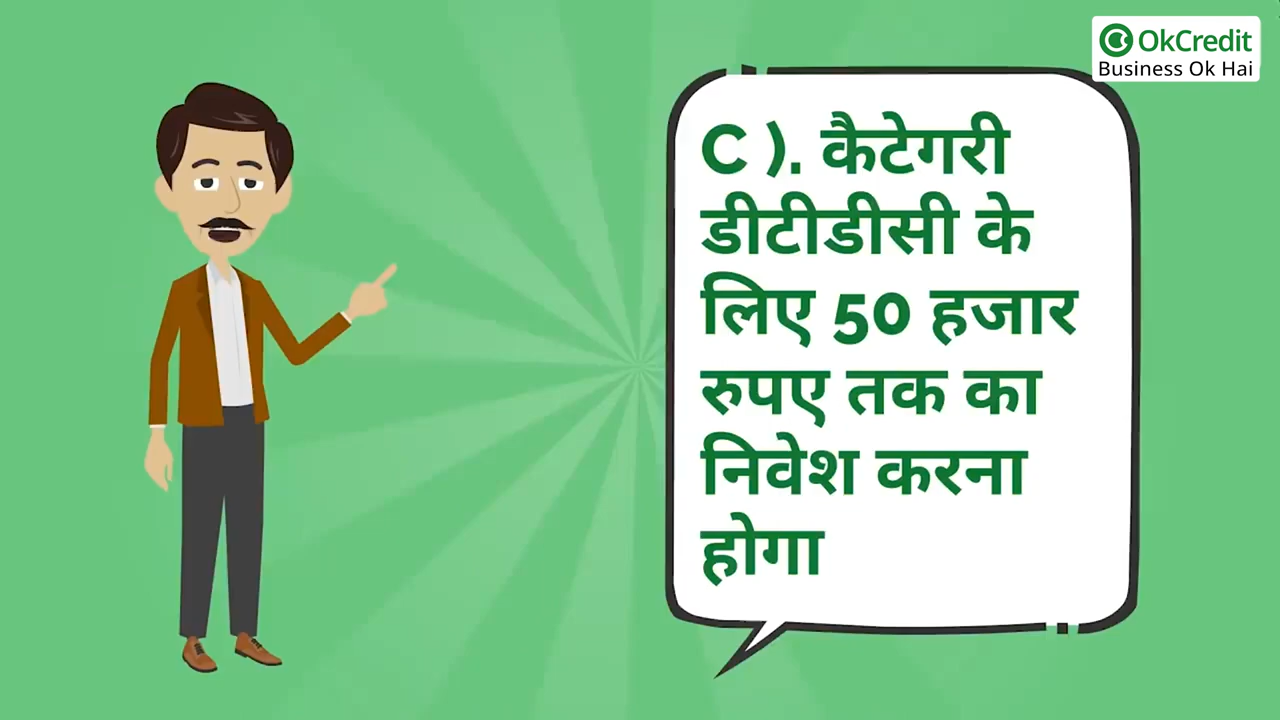 OkCredit
Business Ok Hai
C ). कैटेगरी
डीटीडीसी के
लिए 50 हजार
रुपए तक का
निवेश करना
होगा